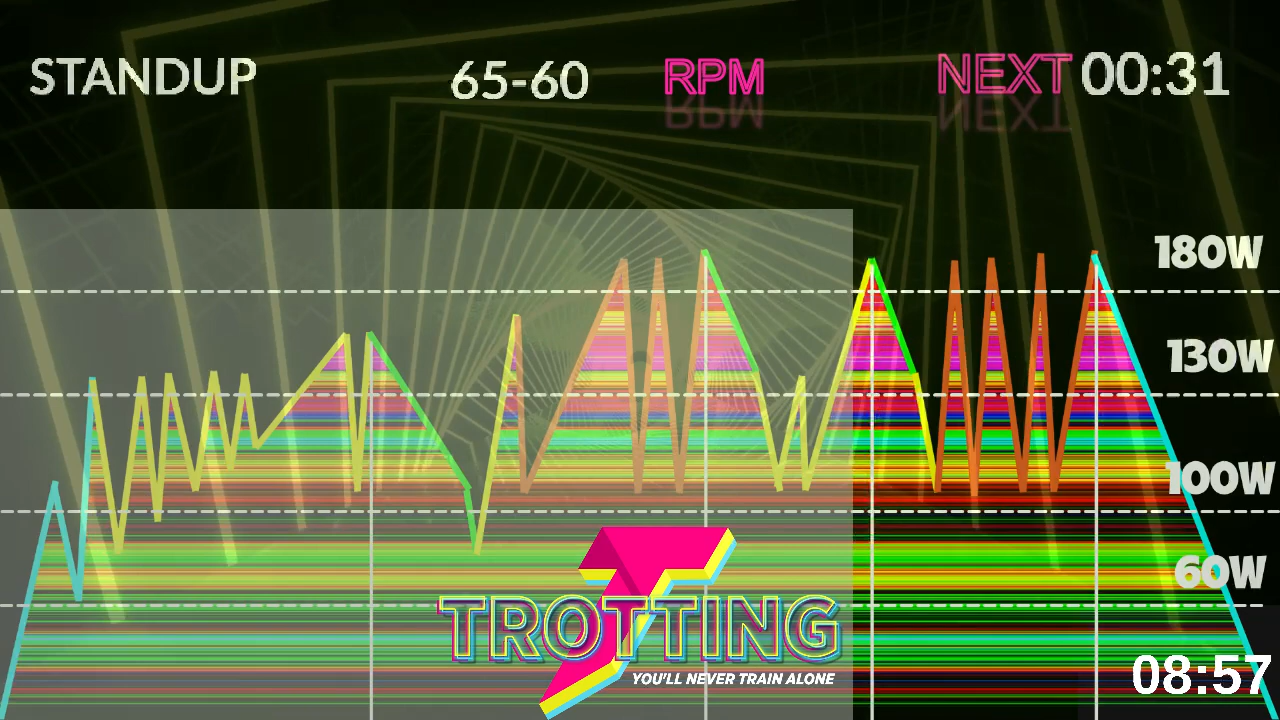 STANDUP 65-60 RPM NEXT 00:31
180W
130W
100W
60W
TROTTING
YOU'LL NEVER TRAIN ALONE
08:57